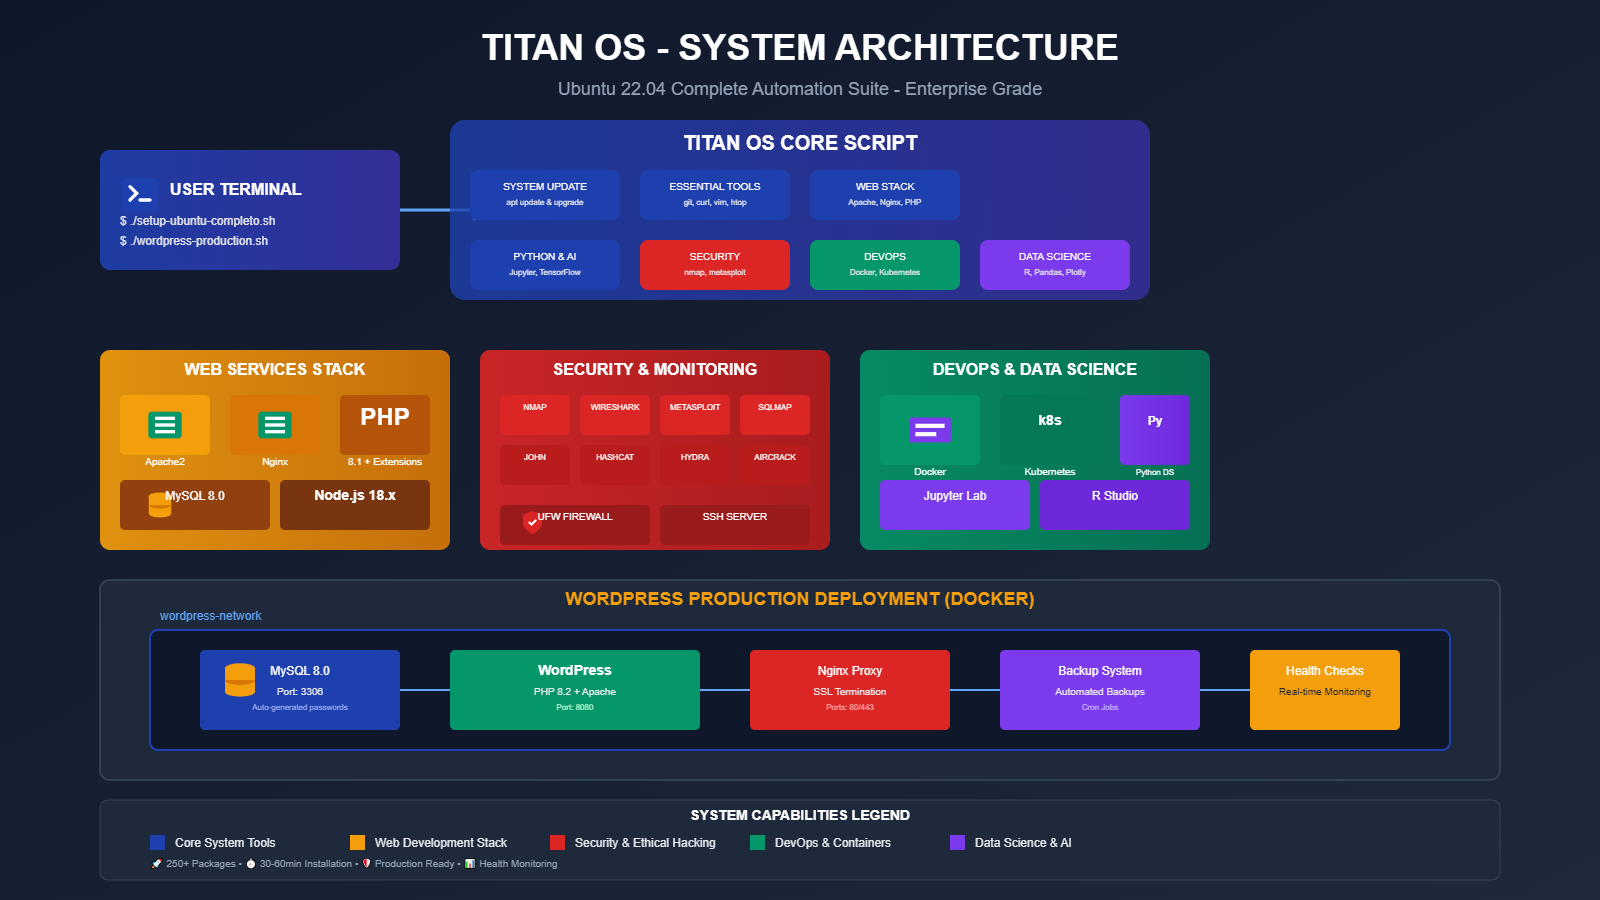 TITAN OS - SYSTEM ARCHITECTURE
Ubuntu 22.04 Complete Automation Suite - Enterprise Grade
USER TERMINAL
$ ./setup-ubuntu-completo.sh
$ ./wordpress-production.sh
TITAN OS CORE SCRIPT
SYSTEM UPDATE
apt update & upgrade
ESSENTIAL TOOLS
git, curl, vim, htop
WEB STACK
Apache, Nginx, PHP
PYTHON & AI
Jupyter, TensorFlow
SECURITY
nmap, metasploit
DEVOPS
Docker, Kubernetes
DATA SCIENCE
R, Pandas, Plotly
WEB SERVICES STACK
Apache2
Nginx
PHP
8.1 + Extensions
MySQL 8.0
Node.js 18.x
SECURITY & MONITORING
NMAP
WIRESHARK
METASPLOIT
SQLMAP
JOHN
HASHCAT
HYDRA
AIRCRACK
UFW FIREWALL
SSH SERVER
DEVOPS & DATA SCIENCE
Docker
k8s
Kubernetes
Py
Python DS
Jupyter Lab
R Studio
WORDPRESS PRODUCTION DEPLOYMENT (DOCKER)
wordpress-network
MySQL 8.0
Port: 3306
Auto-generated passwords
WordPress
PHP 8.2 + Apache
Port: 8080
Nginx Proxy
SSL Termination
Ports: 80/443
Backup System
Automated Backups
Cron Jobs
Health Checks
Real-time Monitoring
SYSTEM CAPABILITIES LEGEND
Core System Tools
Web Development Stack
Security & Ethical Hacking
DevOps & Containers
Data Science & AI
🚀 250+ Packages • ⏱️ 30-60min Installation • 🛡️ Production Ready • 📊 Health Monitoring